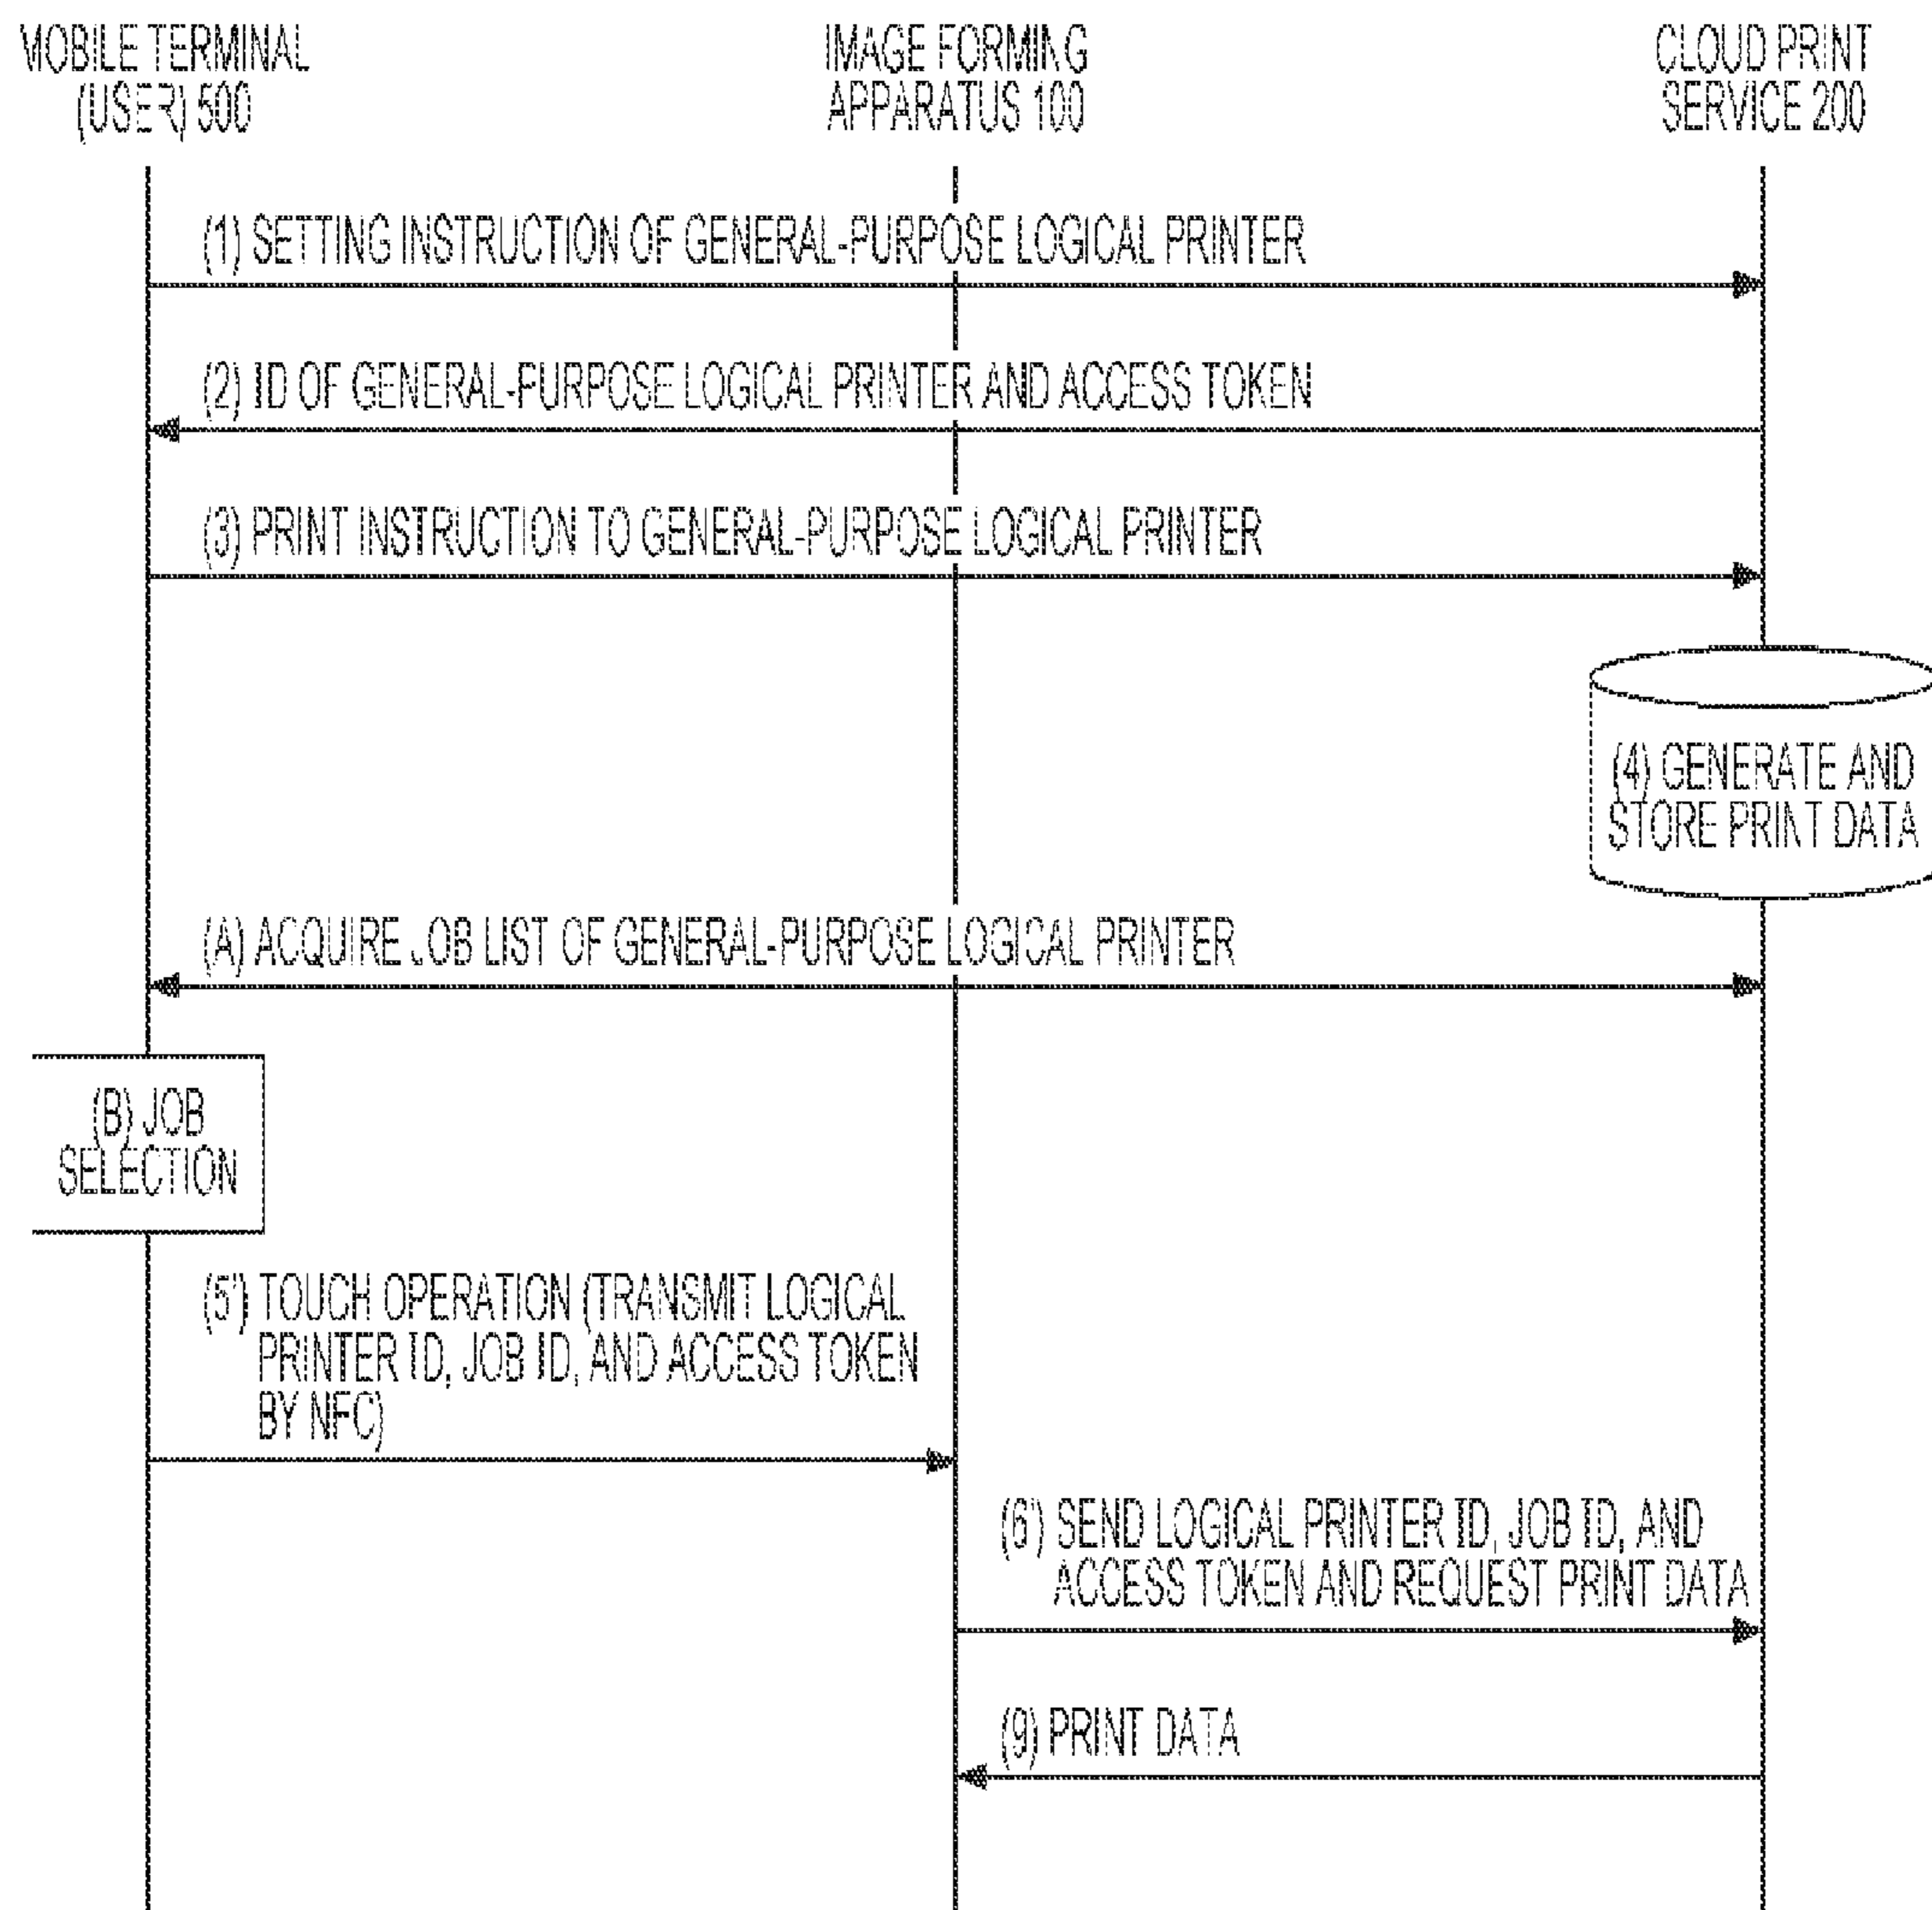 MOBILE TERMINAL
(USER) 500
IMAGE FORMING
APPARATUS 100
CLOUD PRINT
SERVICE 200
(1) SETTING INSTRUCTION OF GENERAL-PURPOSE LOGICAL PRINTER
(2) ID OF GENERAL-PURPOSE LOGICAL PRINTER AND ACCESS TOKEN
(3) PRINT INSTRUCTION TO GENERAL-PURPOSE LOGICAL PRINTER
(4) GENERATE AND
STORE PRINT DATA
(A) ACQUIRE JOB LIST OF GENERAL-PURPOSE LOGICAL PRINTER
(B) JOB
SELECTION
(5') TOUCH OPERATION (TRANSMIT LOGICAL
PRINTER ID, JOB ID, AND ACCESS TOKEN
BY NFC)
(6') SEND LOGICAL PRINTER ID, JOB ID, AND
ACCESS TOKEN AND REQUEST PRINT DATA
(9) PRINT DATA